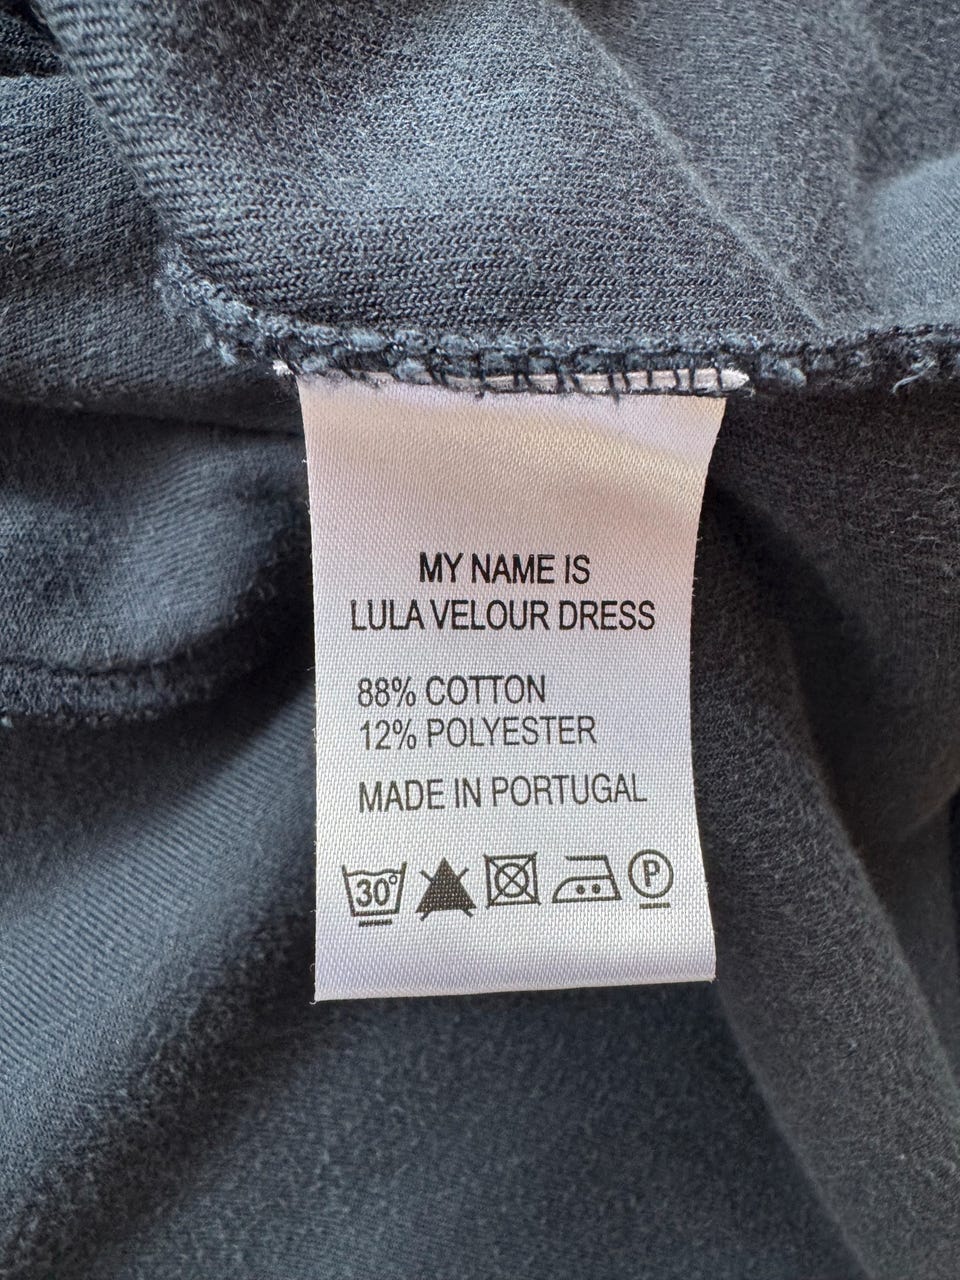 MY NAME IS
LULA VELOUR DRESS
88% COTTON
12% POLYESTER
MADE IN PORTUGAL
30° P